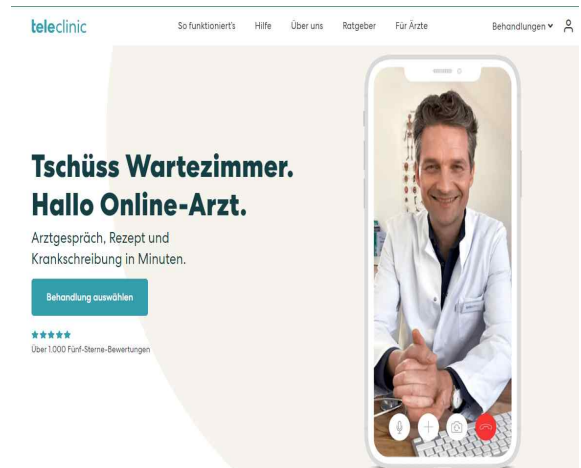 teleclinic
So funktioniert's Hilfe Über uns Ratgeber Für Ärzte Behandlungen
Tschüss Wartezimmer.
Hallo Online-Arzt.
Arztgespräch, Rezept und
Krankschreibung in Minuten.
Behandlung auswählen
Über 1.000 Fünf-Sterne-Bewertungen